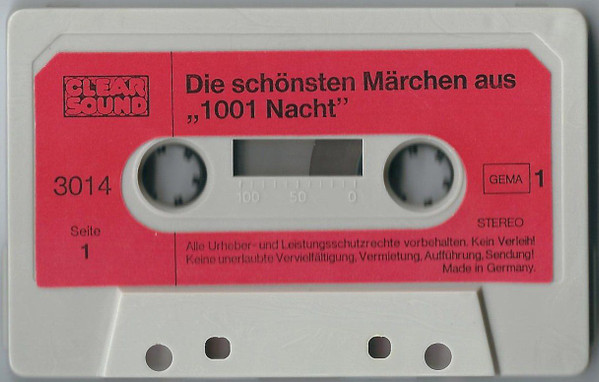 CLEAR
SOUND
Die schönsten Märchen aus
„1001 Nacht”
3014
100 50 0
GEMA 1
Seite
1
STEREO
Alle Urheber- und Leistungsschutzrechte vorbehalten. Kein Verleih!
Keine unerlaubte Vervielfältigung, Vermietung, Aufführung, Sendung!
Made in Germany.